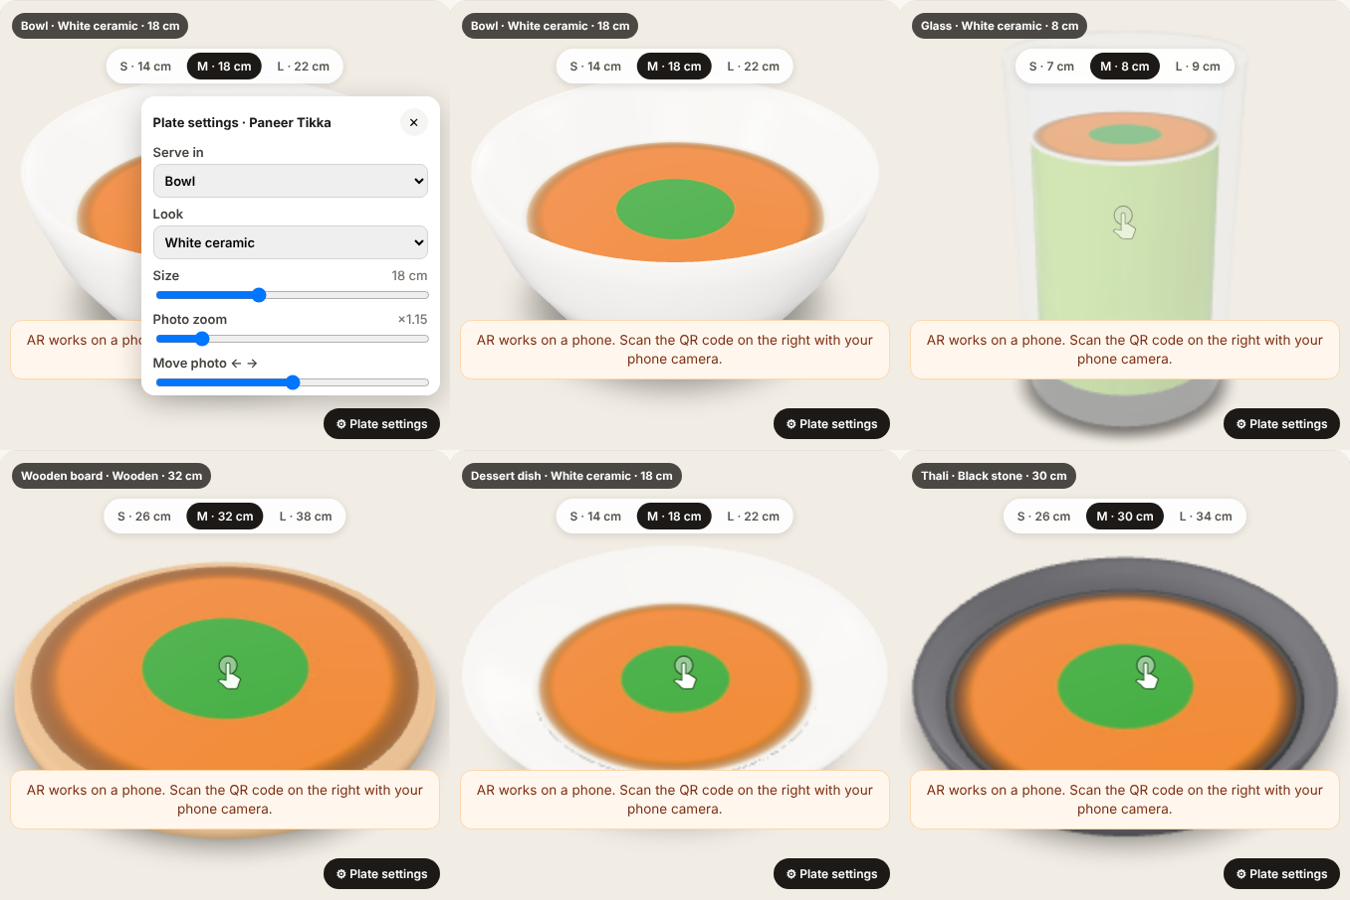 Bowl · White ceramic · 18 cm
S · 14 cm M · 18 cm L · 22 cm
Plate settings · Paneer Tikka ×
Serve in
Bowl
Look
White ceramic
Size 18 cm
Photo zoom ×1.15
Move photo ← →
AR works on a pho
⚙ Plate settings
Bowl · White ceramic · 18 cm
S · 14 cm M · 18 cm L · 22 cm
AR works on a phone. Scan the QR code on the right with your
phone camera.
⚙ Plate settings
Glass · White ceramic · 8 cm
S · 7 cm M · 8 cm L · 9 cm
AR works on a phone. Scan the QR code on the right with your
phone camera.
⚙ Plate settings
Wooden board · Wooden · 32 cm
S · 26 cm M · 32 cm L · 38 cm
AR works on a phone. Scan the QR code on the right with your
phone camera.
⚙ Plate settings
Dessert dish · White ceramic · 18 cm
S · 14 cm M · 18 cm L · 22 cm
AR works on a phone. Scan the QR code on the right with your
phone camera.
⚙ Plate settings
Thali · Black stone · 30 cm
S · 26 cm M · 30 cm L · 34 cm
AR works on a phone. Scan the QR code on the right with your
phone camera.
⚙ Plate settings